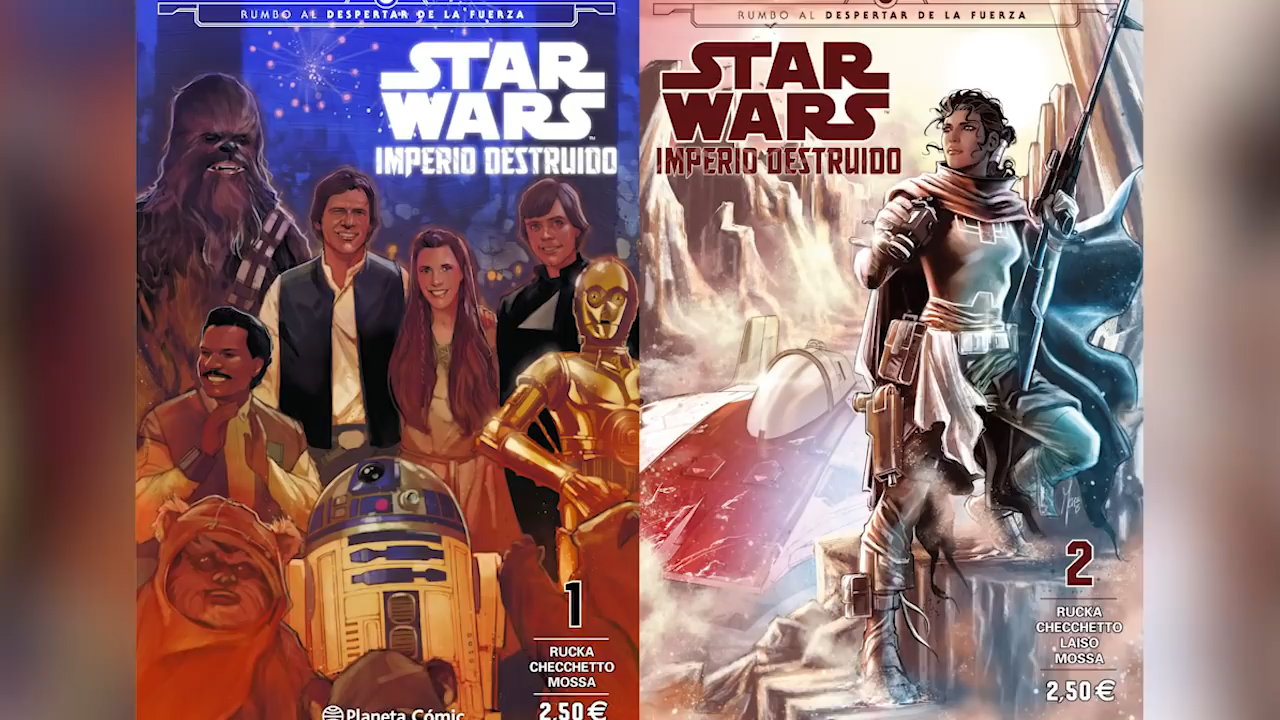 RUMBO AL DESPERTAR DE LA FUERZA
STAR
WARS
IMPERIO DESTRUIDO
1
RUCKA
CHECCHETTO
MOSSA
2,50 €
Planeta Cómic
RUMBO AL DESPERTAR DE LA FUERZA
STAR
WARS
IMPERIO DESTRUIDO
2
RUCKA
CHECCHETTO
LAISO
MOSSA
2,50 €